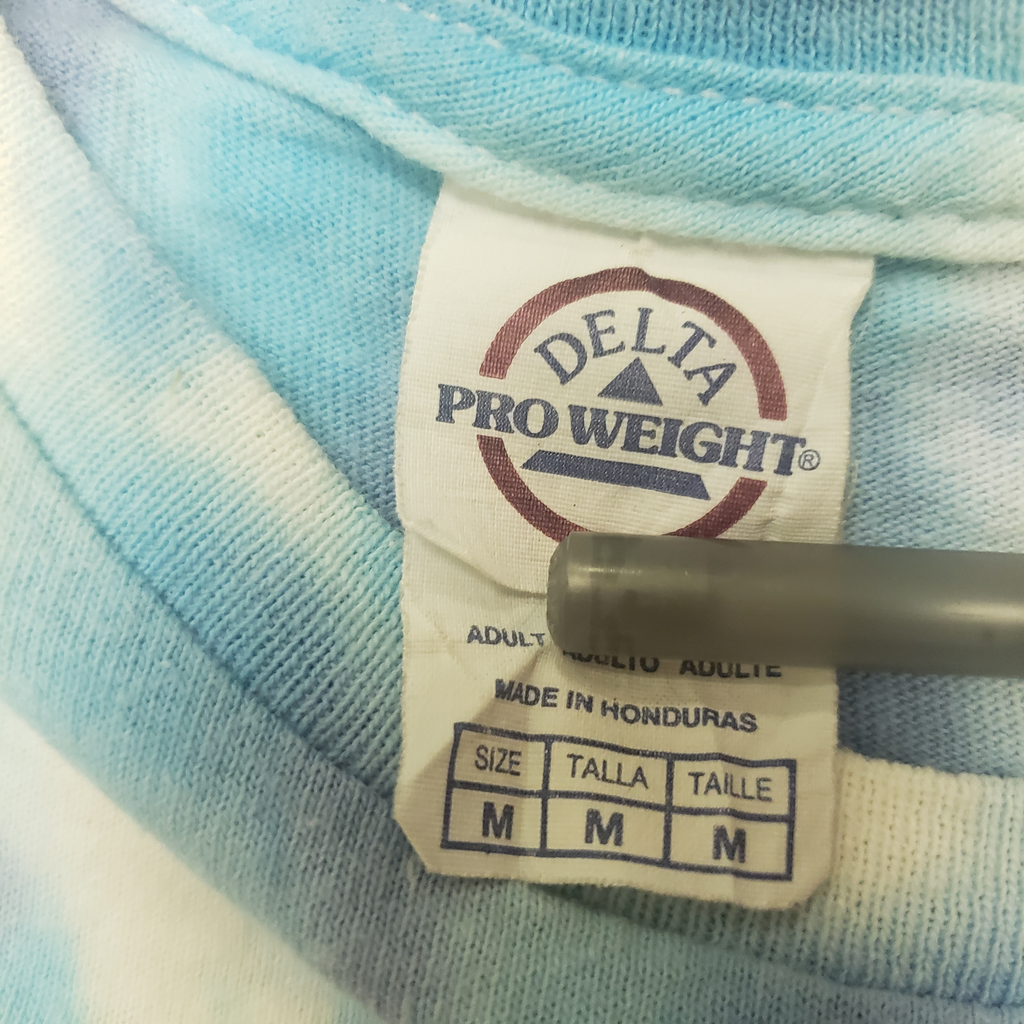 DELTA
PRO WEIGHT®
ADULT ADULTO ADULTE
MADE IN HONDURAS
SIZE TALLA TAILLE
M M M